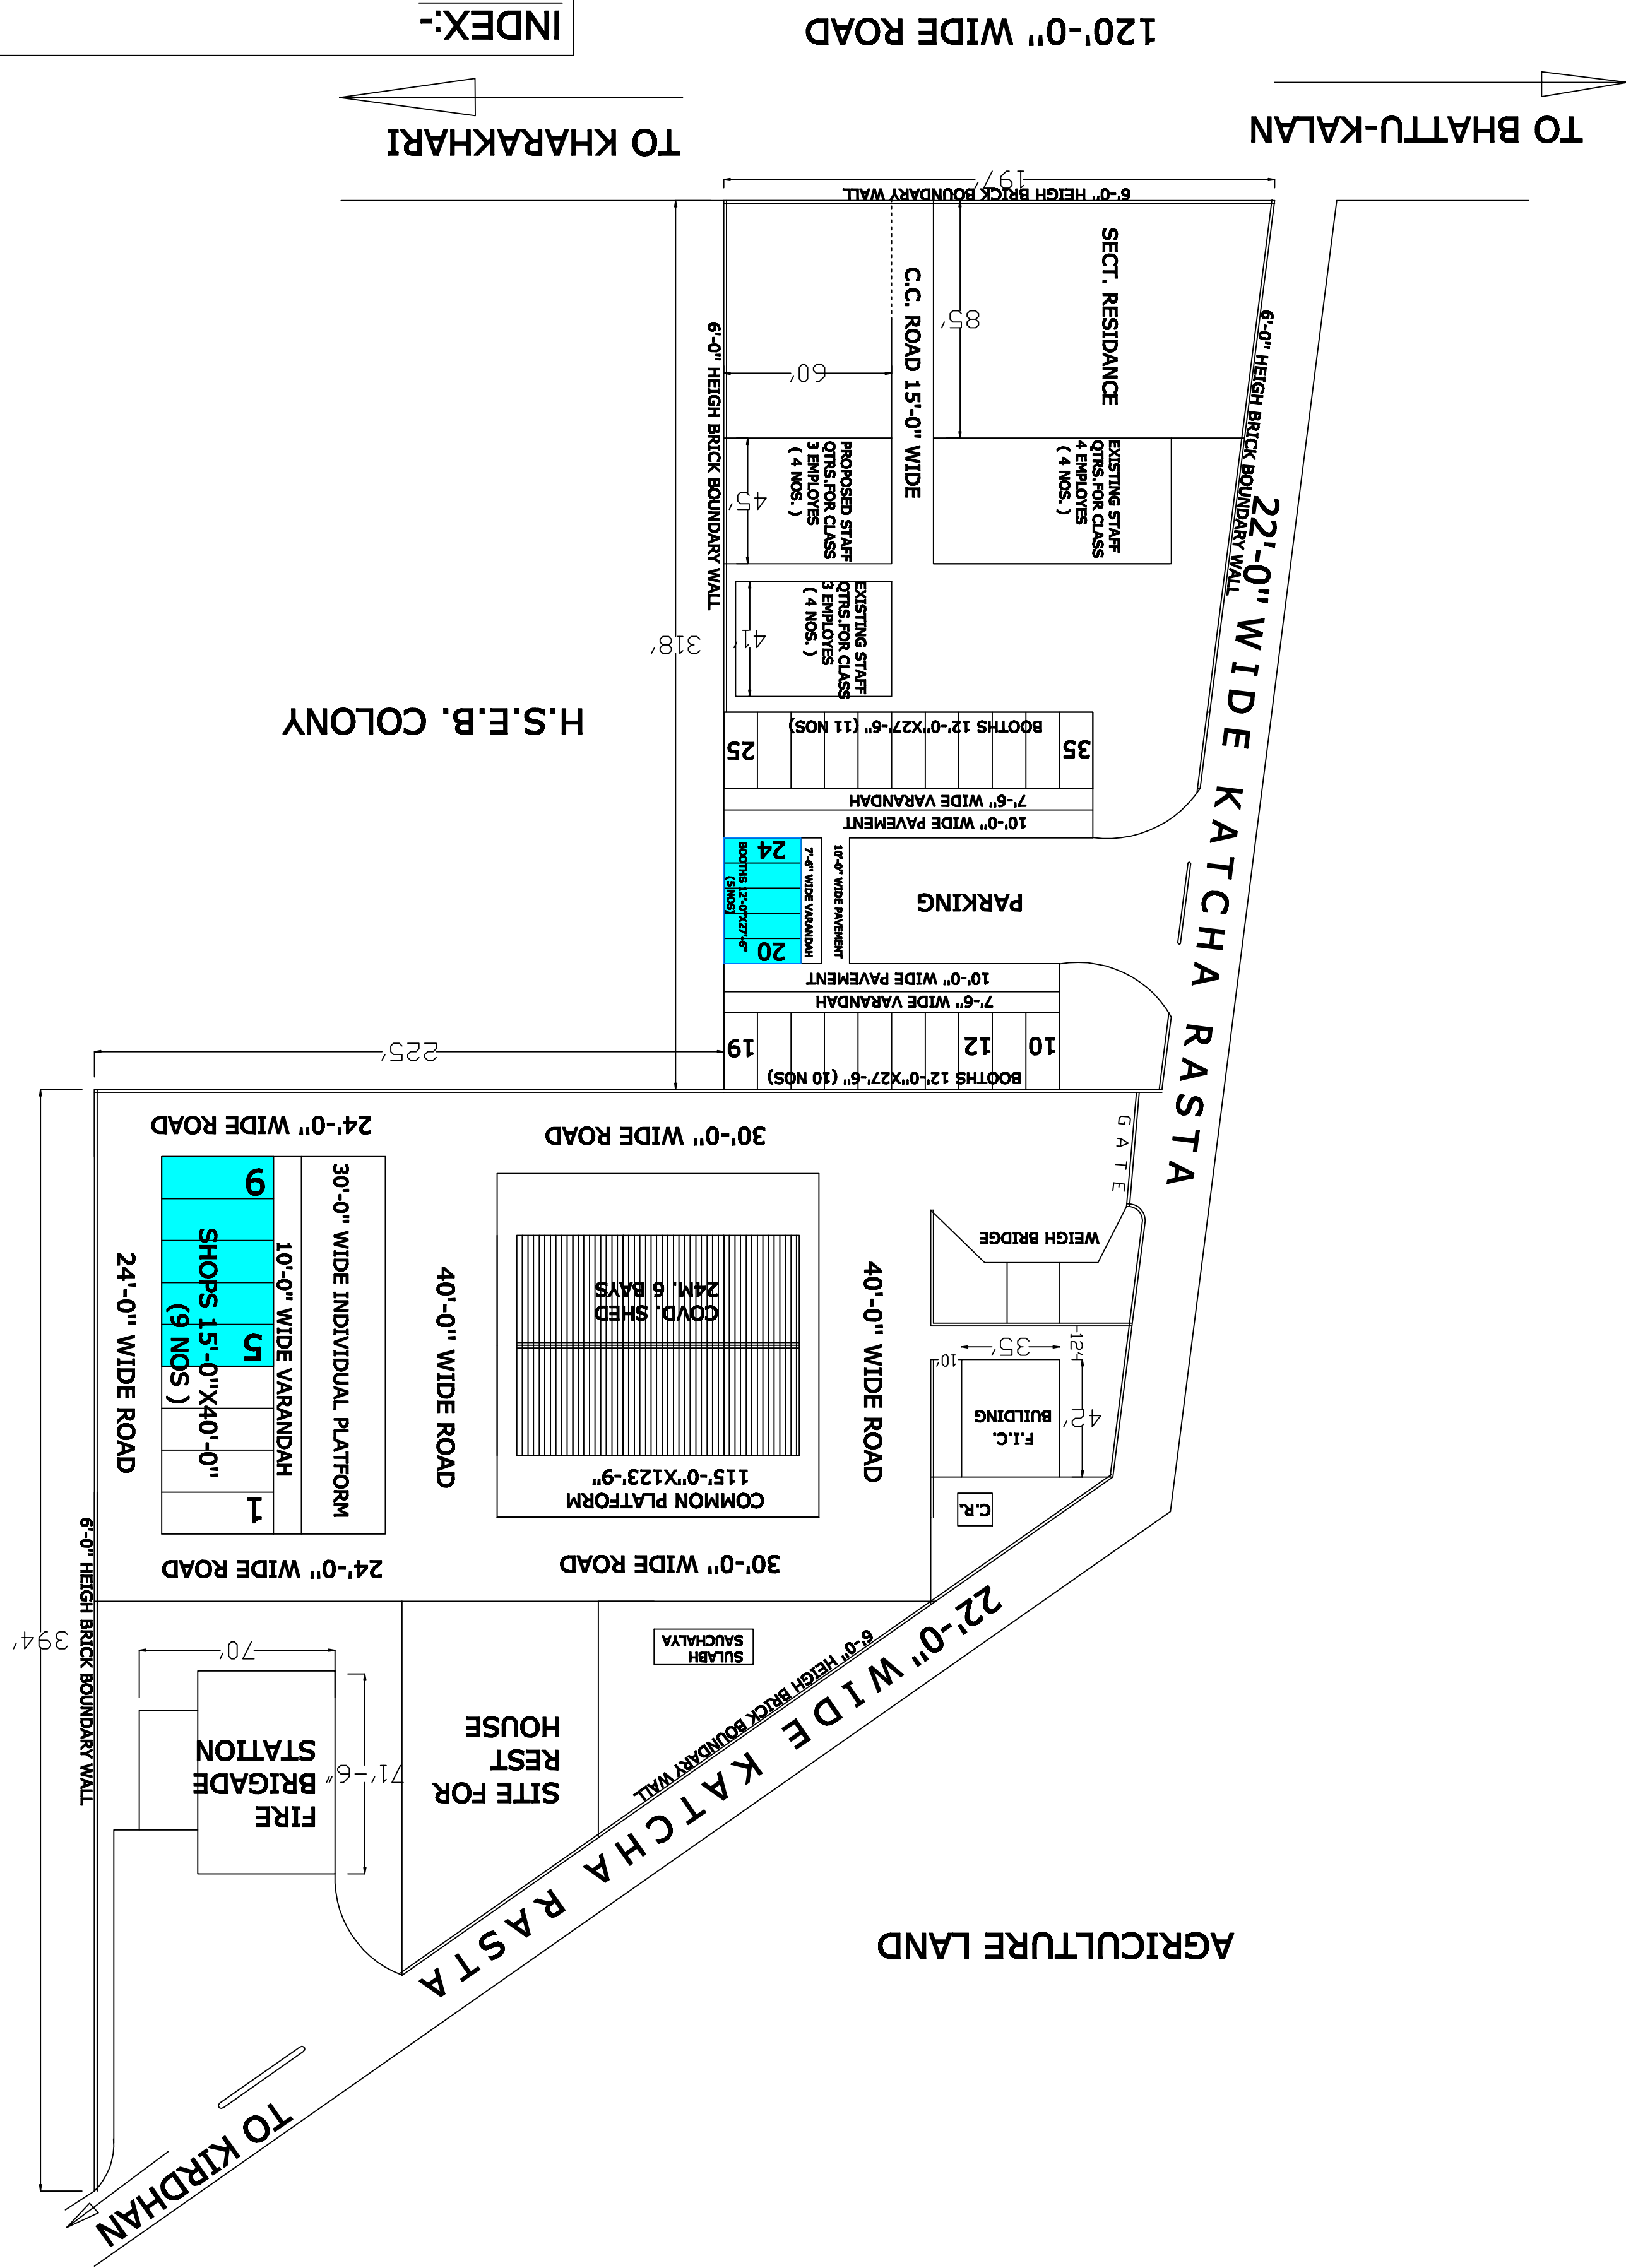 INDEX:-
120'-0" WIDE ROAD
TO KHARAKHARI
TO BHATTU-KALAN
197'
6'-0" HEIGH BRICK BOUNDARY WALL
SECT. RESIDANCE
C.C. ROAD 15'-0" WIDE
85'
60'
6'-0" HEIGH BRICK BOUNDARY WALL
6'-0" HEIGH BRICK BOUNDARY WALL
PROPOSED STAFF
QTRS.FOR CLASS
3 EMPLOYES
( 4 NOS. )
45'
EXISTING STAFF
QTRS.FOR CLASS
4 EMPLOYES
( 4 NOS. )
EXISTING STAFF
QTRS.FOR CLASS
3 EMPLOYES
( 4 NOS. )
41'
318'
22'-0" WIDE KATCHA RASTA
H.S.E.B. COLONY
BOOTHS 12'-0"X27'-6" (11 NOS)
25
35
7'-6" WIDE VARANDAH
10'-0" WIDE PAVEMENT
24
BOOTHS 12'-0"X27'-6"
(5 NOS)
20
7'-6" WIDE VARANDAH
10'-0" WIDE PAVEMENT
PARKING
10'-0" WIDE PAVEMENT
7'-6" WIDE VARANDAH
19
12
10
BOOTHS 12'-0"X27'-6" (10 NOS)
225'
24'-0" WIDE ROAD
30'-0" WIDE ROAD
GATE
9
SHOPS 15'-0"X40'-0"
(9 NOS )
5
1
10'-0" WIDE VARANDAH
30'-0" WIDE INDIVIDUAL PLATFORM
24'-0" WIDE ROAD
40'-0" WIDE ROAD
COVD. SHED
24M. 6 BAYS
COMMON PLATFORM
115'-0"X123'-9"
40'-0" WIDE ROAD
WEIGH BRIDGE
35'
10'
42'
F.I.C.
BUILDING
C.R.
24'-0" WIDE ROAD
30'-0" WIDE ROAD
6'-0" HEIGH BRICK BOUNDARY WALL
394'
70'
FIRE
BRIGADE
STATION
71'-6"
SITE FOR
REST
HOUSE
SULABH
SAUCHALYA
6'-0" HEIGH BRICK BOUNDARY WALL
22'-0" WIDE KATCHA RASTA
AGRICULTURE LAND
TO KIRDHAN